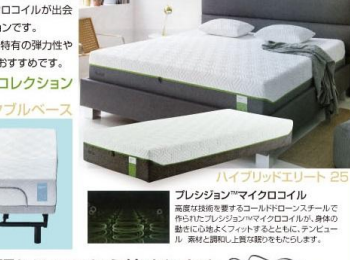 クロコイルが出会
ションです。
特有の弾力性や
おすすめです。
コレクション
ブルベース
ハイブリッドエリート 25
プレシジョン™マイクロコイル
高度な技術を要するコールドドローンスチールで
作られたプレシジョン™マイクロコイルが、身体の
動きに心地よくフィットするとともに、テンピュー
ル 素材と調和し上質な眠りをもたらします。